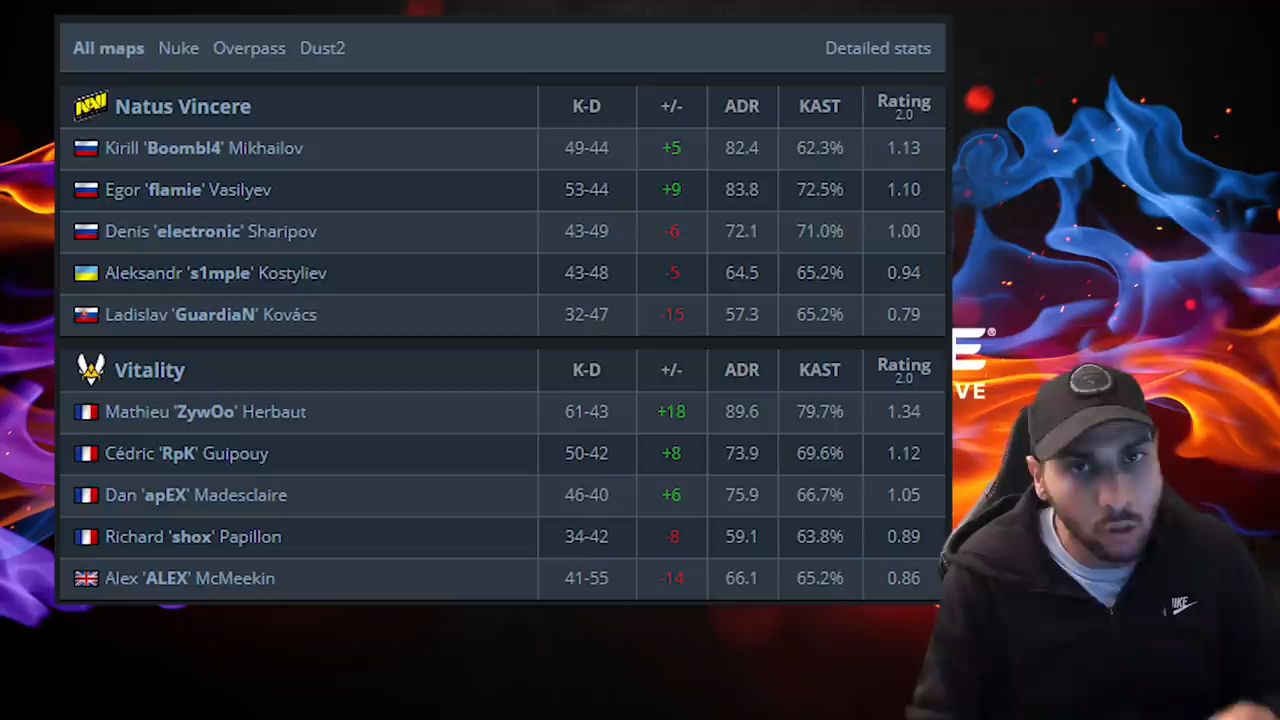 All maps Nuke Overpass Dust2 Detailed stats
Natus Vincere K-D +/- ADR KAST Rating 2.0
Kirill 'Boombl4' Mikhailov 49-44 +5 82.4 62.3% 1.13
Egor 'flamie' Vasilyev 53-44 +9 83.8 72.5% 1.10
Denis 'electronic' Sharipov 43-49 -6 72.1 71.0% 1.00
Aleksandr 's1mple' Kostyliev 43-48 -5 64.5 65.2% 0.94
Ladislav 'GuardiaN' Kovács 32-47 -15 57.3 65.2% 0.79
Vitality K-D +/- ADR KAST Rating 2.0
Mathieu 'ZywOo' Herbaut 61-43 +18 89.6 79.7% 1.34
Cédric 'RpK' Guipouy 50-42 +8 73.9 69.6% 1.12
Dan 'apEX' Madesclaire 46-40 +6 75.9 66.7% 1.05
Richard 'shox' Papillon 34-42 -8 59.1 63.8% 0.89
Alex 'ALEX' McMeekin 41-55 -14 66.1 65.2% 0.86
E®
VE
NIKE